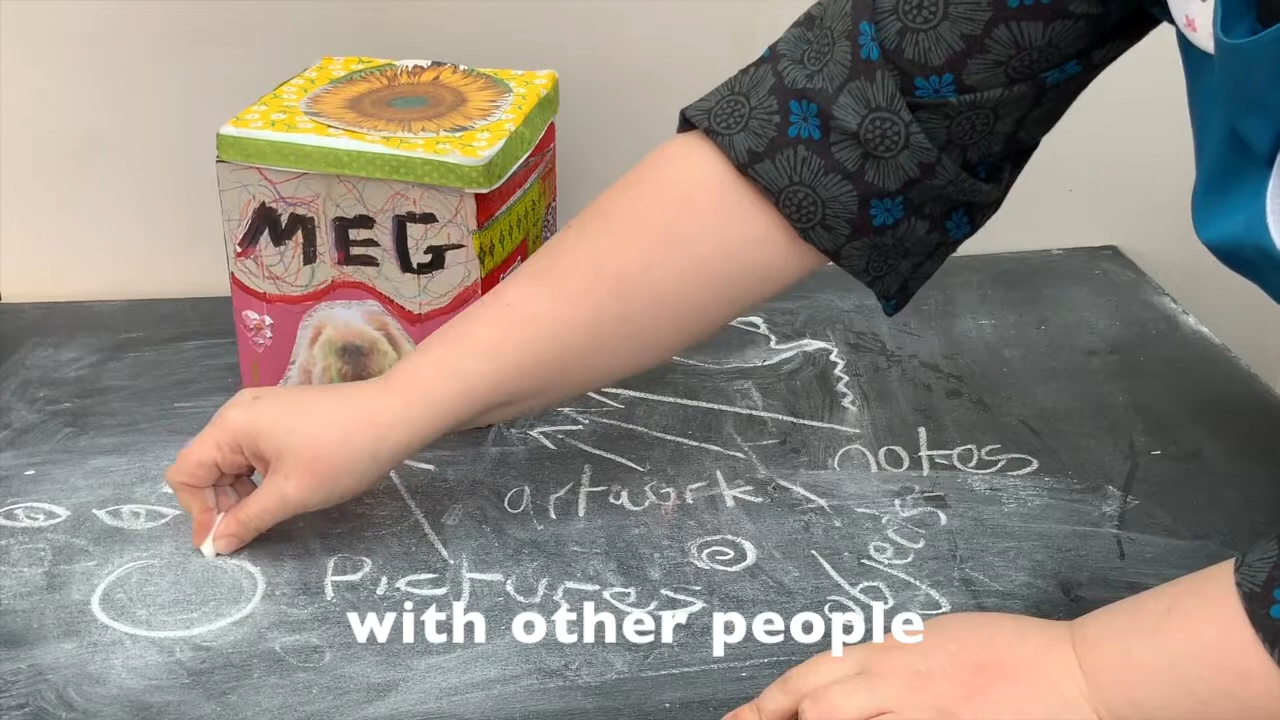 MEG
notes
artwork
objects
Pictures
with other people